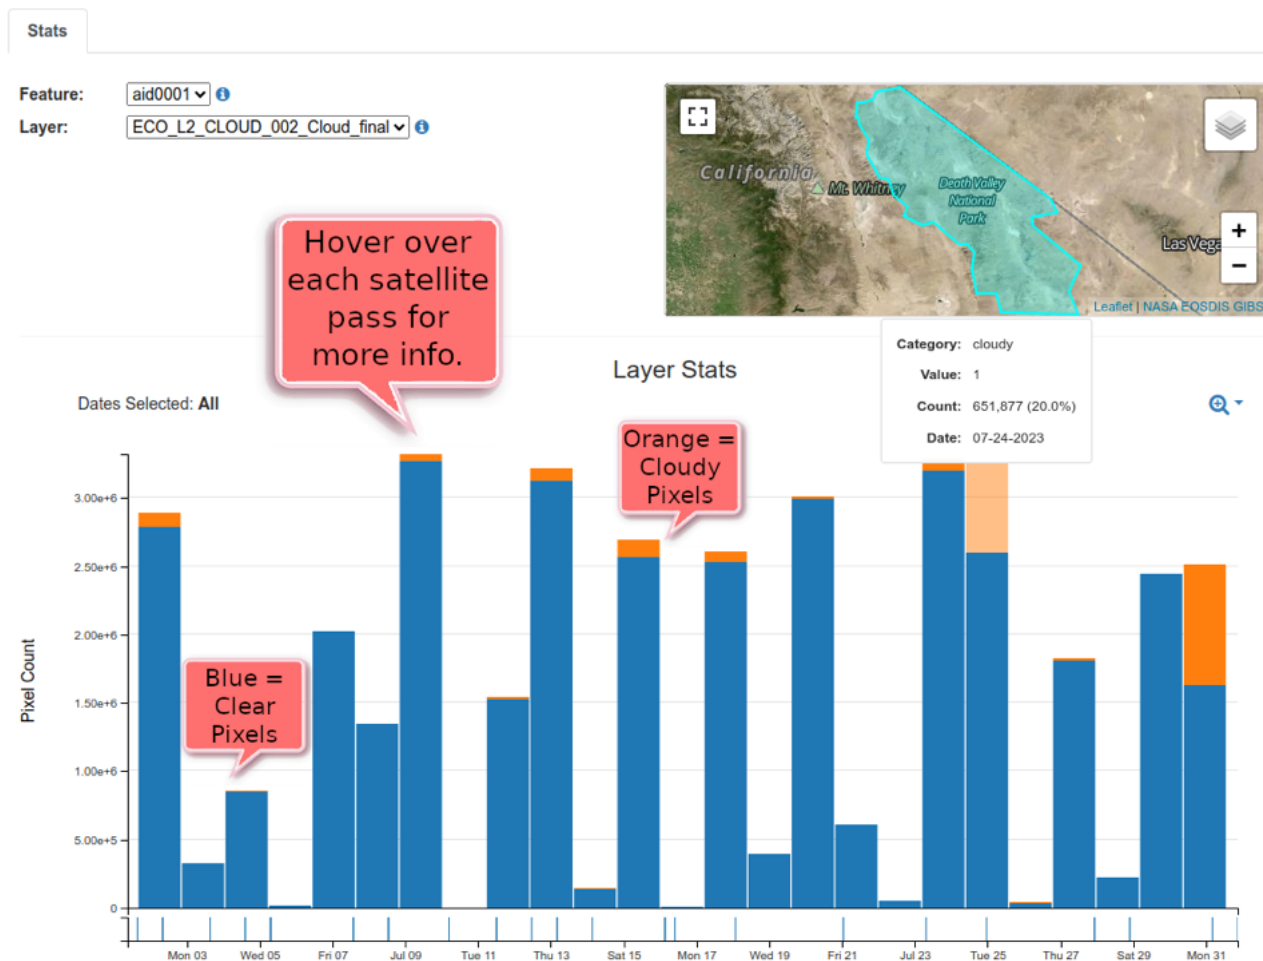 Stats
Feature:
aid0001
Layer:
ECO_L2_CLOUD_002_Cloud_final
California
Mt. Whitney
Death Valley
National
Park
Las Vega
+
−
Leaflet | NASA EOSDIS GIBS
Hover over
each satellite
pass for
more info.
Layer Stats
Category: cloudy
Value: 1
Count: 651,877 (20.0%)
Date: 07-24-2023
Dates Selected: All
Orange =
Cloudy
Pixels
Blue =
Clear
Pixels
Pixel Count
3.00e+6
2.50e+6
2.00e+6
1.50e+6
1.00e+6
5.00e+5
0
Mon 03
Wed 05
Fri 07
Jul 09
Tue 11
Thu 13
Sat 15
Mon 17
Wed 19
Fri 21
Jul 23
Tue 25
Thu 27
Sat 29
Mon 31